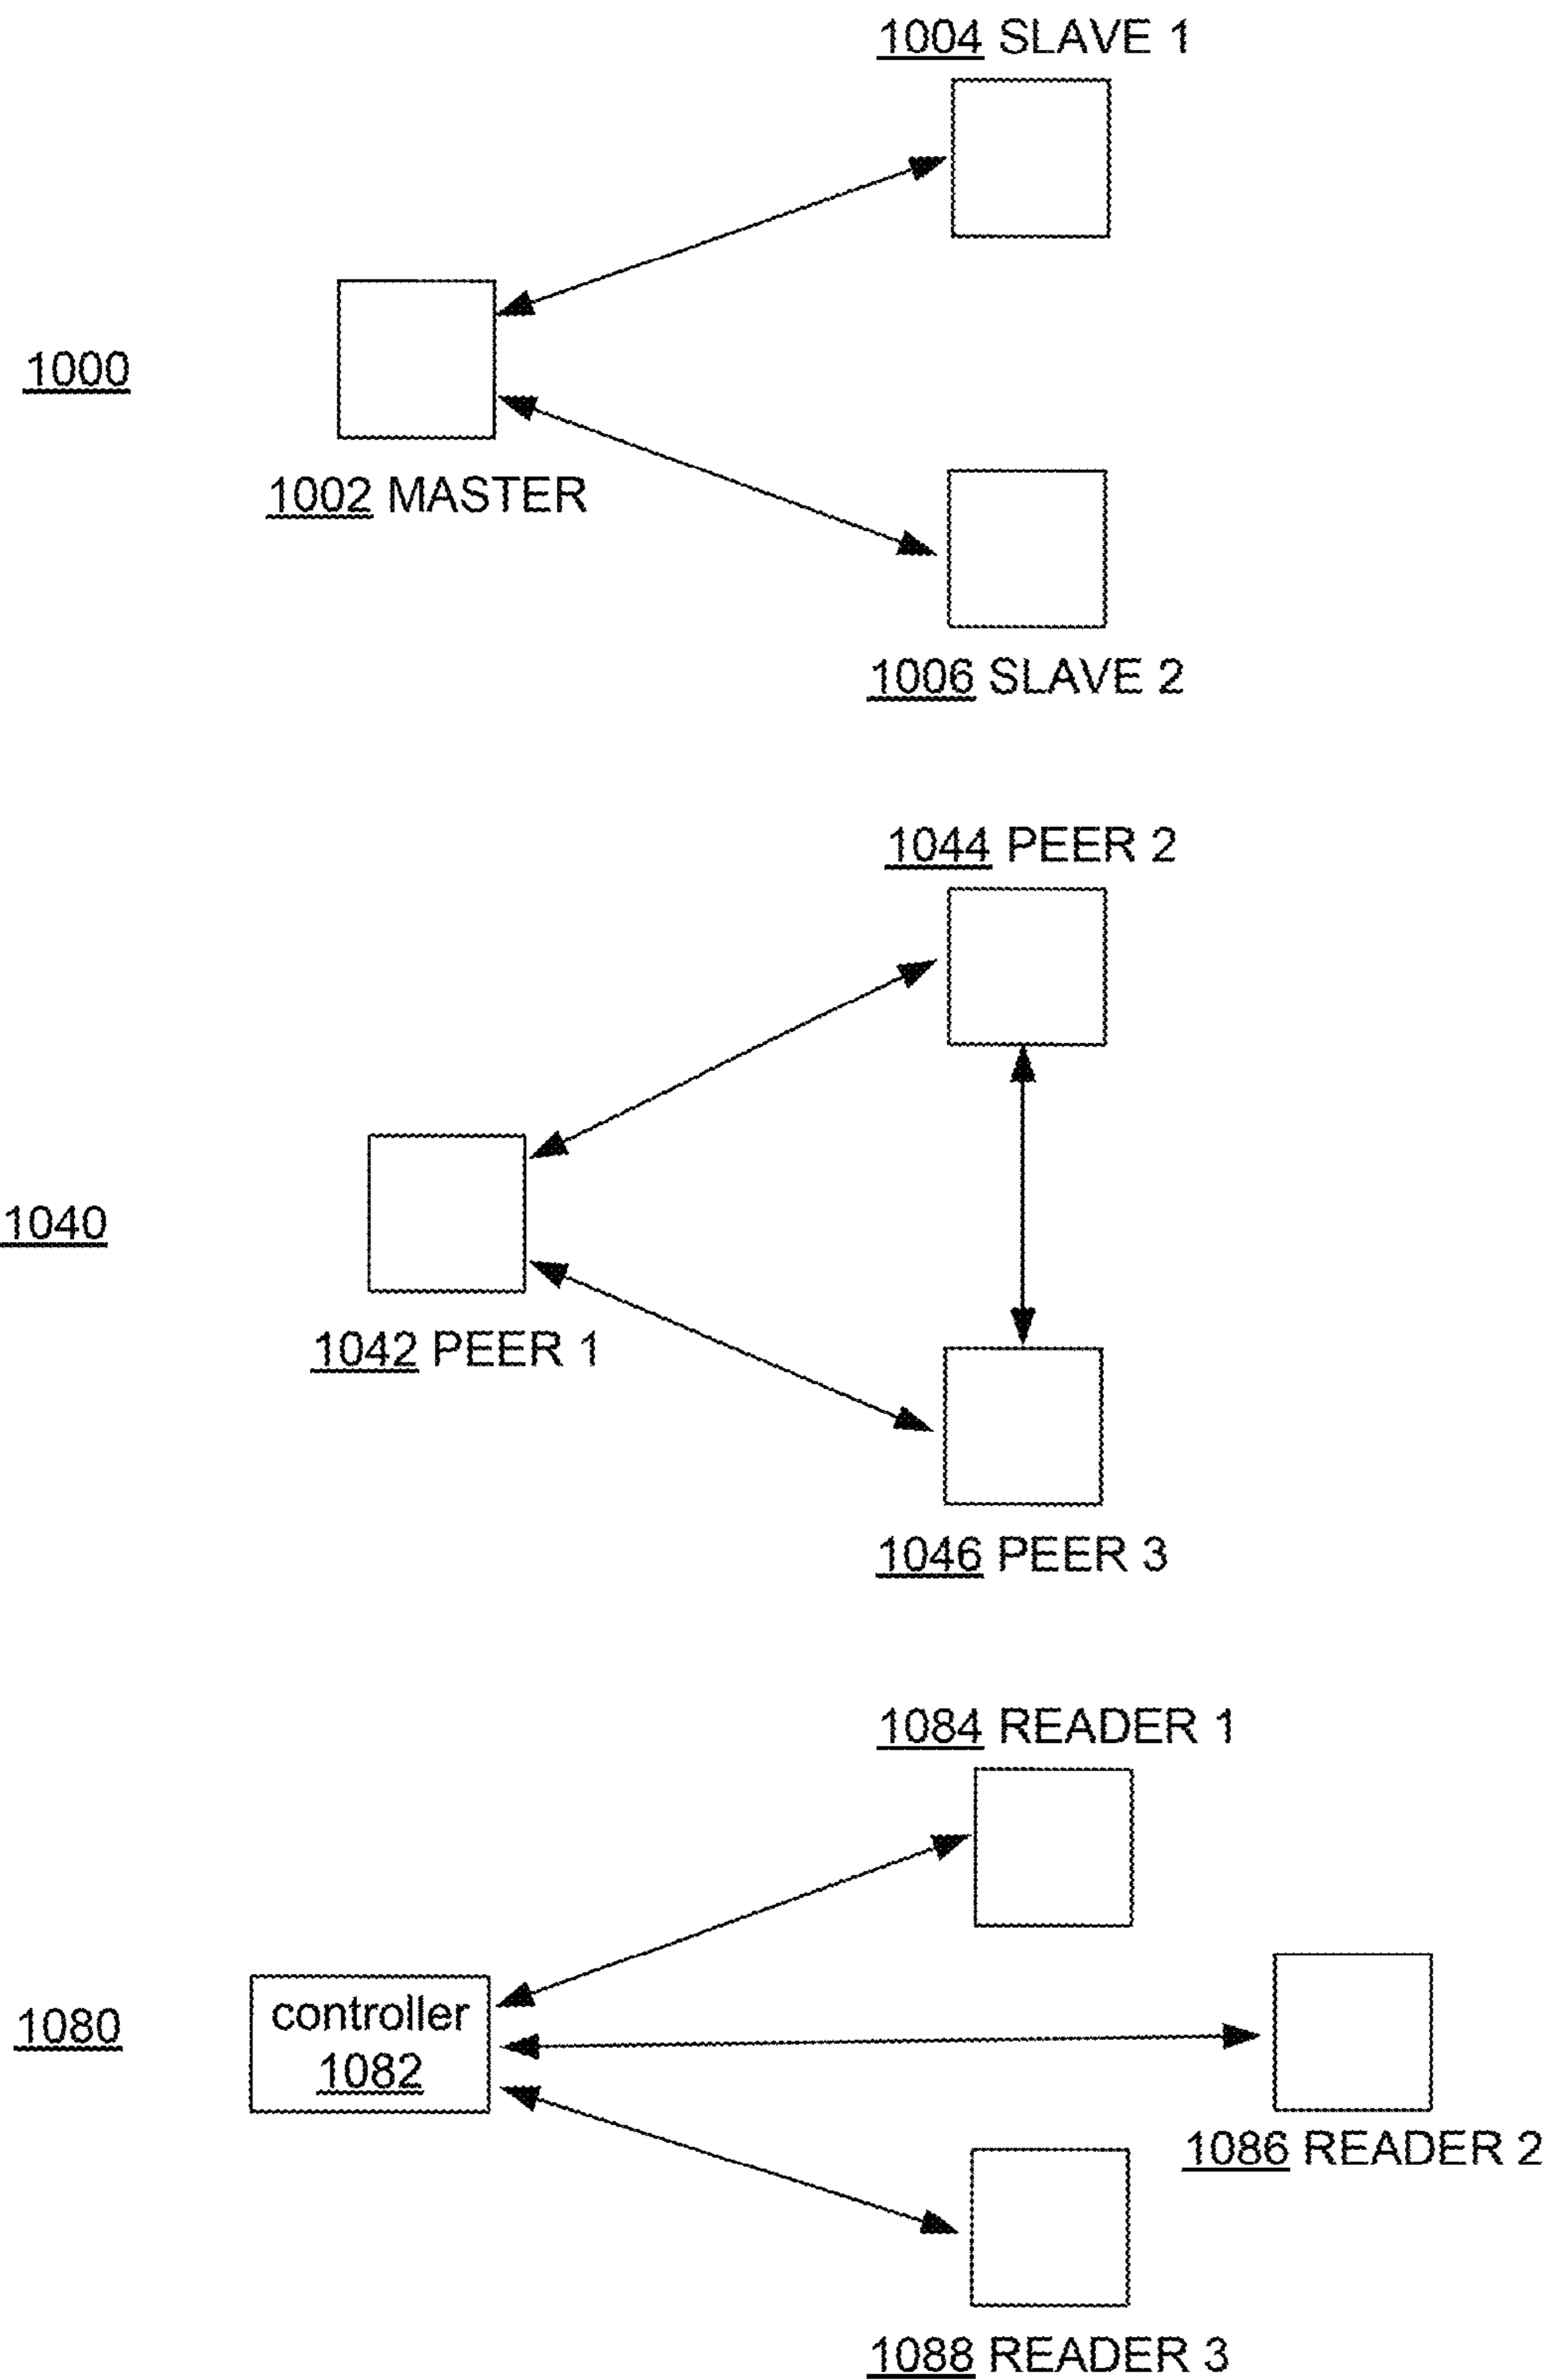 1004 SLAVE 1
1000
1002 MASTER
1006 SLAVE 2
1044 PEER 2
1040
1042 PEER 1
1046 PEER 3
1084 READER 1
1080
controller
1082
1086 READER 2
1088 READER 3